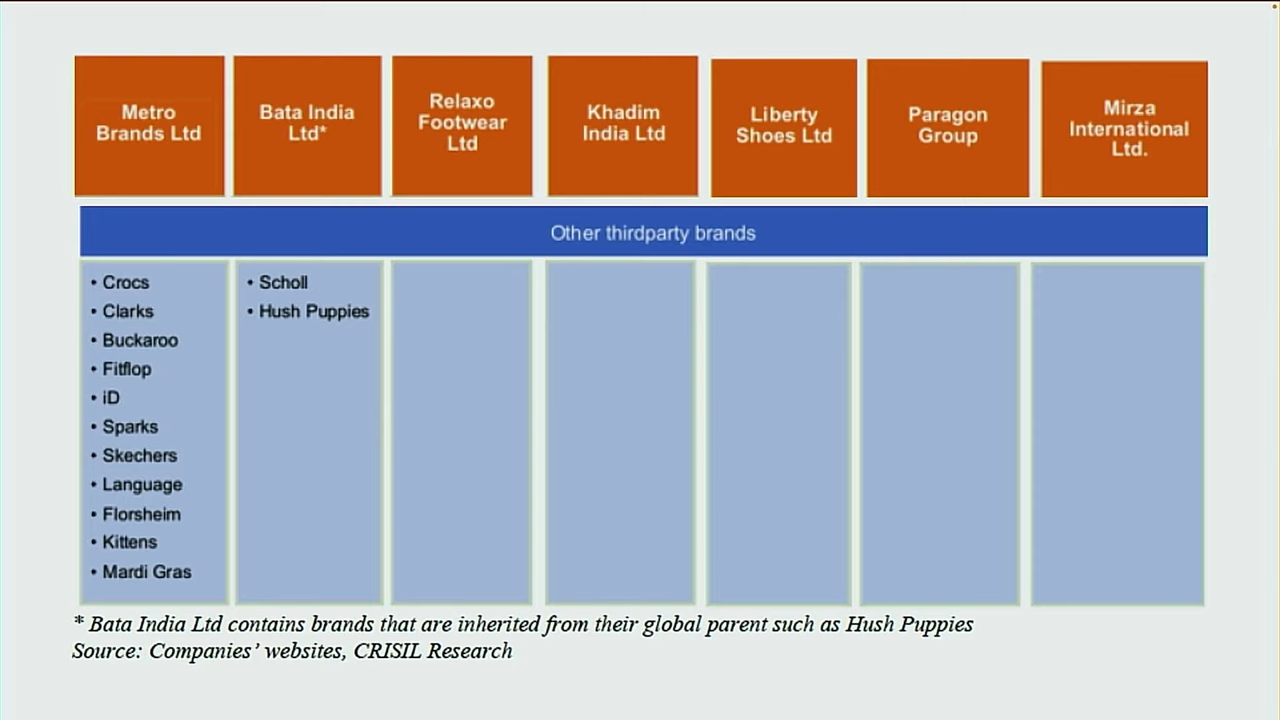 Metro
Brands Ltd
Bata India
Ltd*
Relaxo
Footwear
Ltd
Khadim
India Ltd
Liberty
Shoes Ltd
Paragon
Group
Mirza
International
Ltd.
Other thirdparty brands
• Crocs
• Clarks
• Buckaroo
• Fitflop
• iD
• Sparks
• Skechers
• Language
• Florsheim
• Kittens
• Mardi Gras
• Scholl
• Hush Puppies
* Bata India Ltd contains brands that are inherited from their global parent such as Hush Puppies
Source: Companies’ websites, CRISIL Research